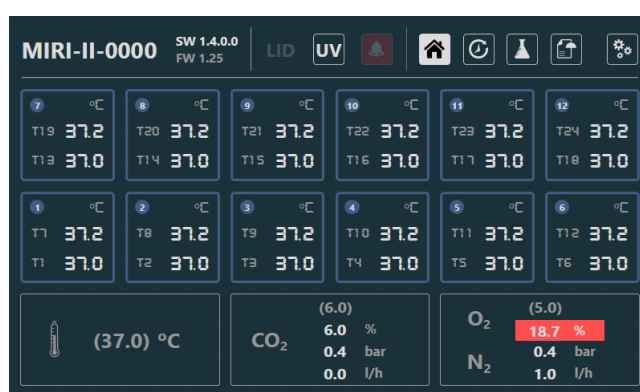 MIRI-II-0000 SW 1.4.0.0 LID UV
FW 1.25
7 °C 8 °C 9 °C 10 °C 11 °C 12 °C
T19 37.2 T20 37.2 T21 37.2 T22 37.2 T23 37.2 T24 37.2
T13 37.0 T14 37.0 T15 37.0 T16 37.0 T17 37.0 T18 37.0
1 °C 2 °C 3 °C 4 °C 5 °C 6 °C
T7 37.2 T8 37.2 T9 37.2 T10 37.2 T11 37.2 T12 37.2
T1 37.0 T2 37.0 T3 37.0 T4 37.0 T5 37.0 T6 37.0
(37.0) °C
CO₂
(6.0)
6.0 %
0.4 bar
0.0 l/h
O₂
(5.0)
18.7 %
N₂
0.4 bar
1.0 l/h